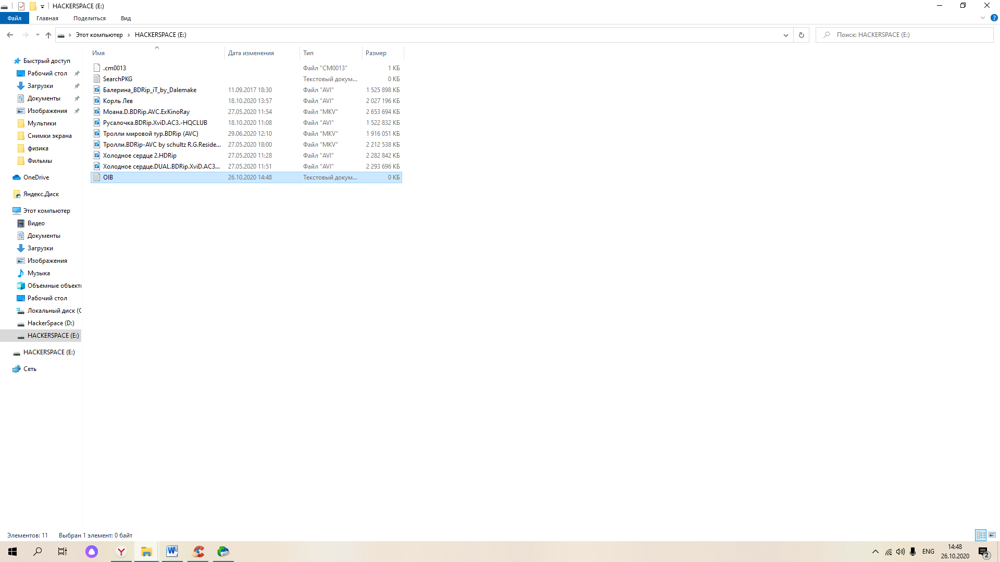 HACKERSPACE (E:)
Файл Главная Поделиться Вид
Этот компьютер HACKERSPACE (E:) Поиск: HACKERSPACE (E:)
Имя Дата изменения Тип Размер
.cm0013 Файл "CM0013" 1 КБ
SearchPKG Текстовый докум... 0 КБ
Балерина_BDRip_iT_by_Dalemake 11.09.2017 18:30 Файл "AVI" 1 525 898 КБ
Корль Лев 18.10.2020 13:57 Файл "AVI" 2 027 196 КБ
Моана.D.BDRip.AVC.ExKinoRay 27.05.2020 11:54 Файл "MKV" 2 653 694 КБ
Русалочка.BDRip.XviD.AC3.-HQCLUB 18.10.2020 11:08 Файл "AVI" 1 522 832 КБ
Тролли мировой тур.BDRip (AVC) 29.06.2020 12:10 Файл "MKV" 1 916 051 КБ
Тролли.BDRip-AVC by schultz R.G.Reside... 27.05.2020 18:00 Файл "MKV" 2 212 538 КБ
Холодное сердце 2.HDRip 27.05.2020 11:28 Файл "AVI" 2 282 842 КБ
Холодное сердце.DUAL.BDRip.XviD.AC3... 27.05.2020 11:51 Файл "AVI" 2 293 696 КБ
OIB 26.10.2020 14:48 Текстовый докум... 0 КБ
Быстрый доступ
Рабочий стол
Загрузки
Документы
Изображения
Мультики
Снимки экрана
физика
Фильмы
OneDrive
Яндекс.Диск
Этот компьютер
Видео
Документы
Загрузки
Изображения
Музыка
Объемные объекты
Рабочий стол
Локальный диск (C
HackerSpace (D:)
HACKERSPACE (E:)
HACKERSPACE (E:)
Сеть
Элементов: 11 Выбран 1 элемент: 0 байт
ENG 14:48
26.10.2020
2